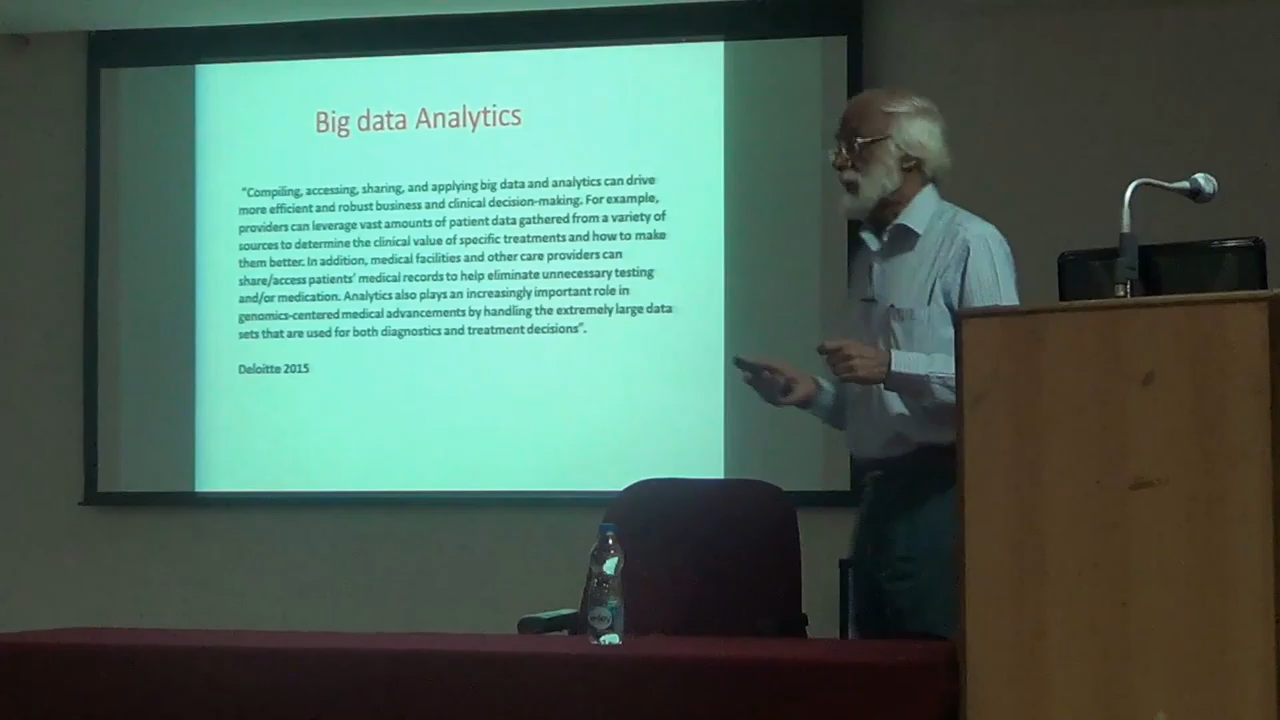 Big data Analytics
"Compiling, accessing, sharing, and applying big data and analytics can drive
more efficient and robust business and clinical decision-making. For example,
providers can leverage vast amounts of patient data gathered from a variety of
sources to determine the clinical value of specific treatments and how to make
them better. In addition, medical facilities and other care providers can
share/access patients' medical records to help eliminate unnecessary testing
and/or medication. Analytics also plays an increasingly important role in
genomics-centered medical advancements by handling the extremely large data
sets that are used for both diagnostics and treatment decisions".
Deloitte 2015